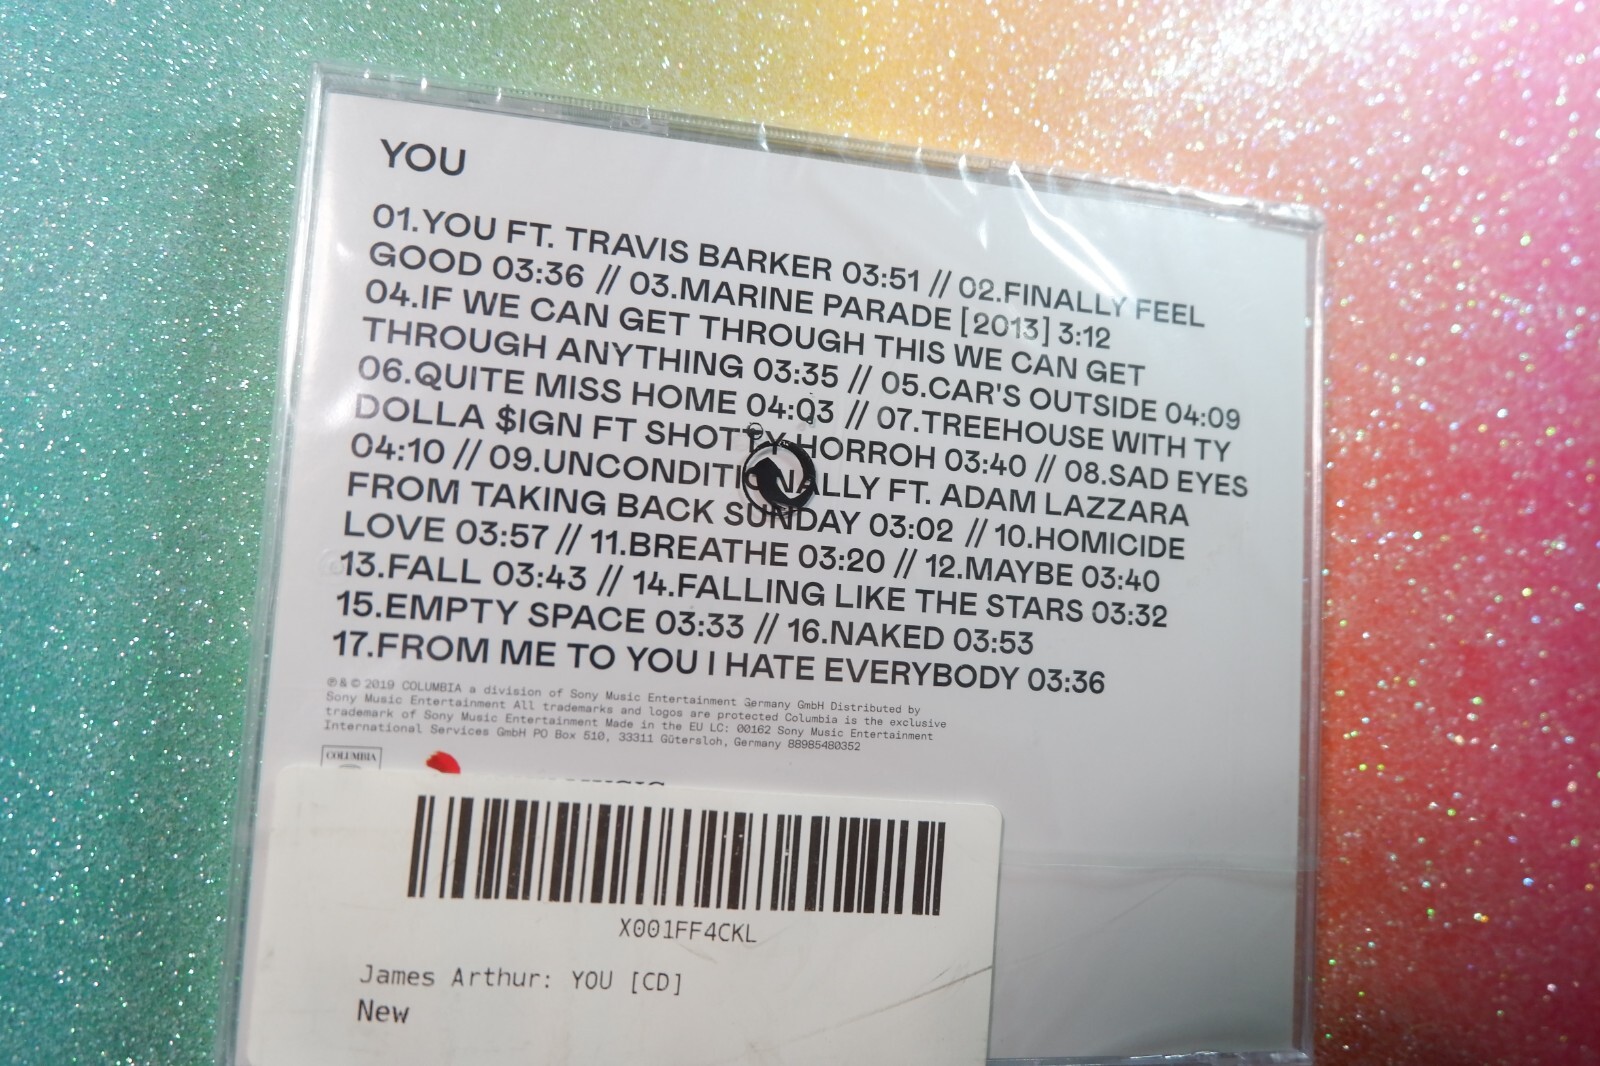 YOU
01.YOU FT. TRAVIS BARKER 03:51 // 02.FINALLY FEEL
GOOD 03:36 // 03.MARINE PARADE [2013] 3:12
04.IF WE CAN GET THROUGH THIS WE CAN GET
THROUGH ANYTHING 03:35 // 05.CAR'S OUTSIDE 04:09
06.QUITE MISS HOME 04:03 // 07.TREEHOUSE WITH TY
DOLLA $IGN FT SHOTTY HORROH 03:40 // 08.SAD EYES
04:10 // 09.UNCONDITIONALLY FT. ADAM LAZZARA
FROM TAKING BACK SUNDAY 03:02 // 10.HOMICIDE
LOVE 03:57 // 11.BREATHE 03:20 // 12.MAYBE 03:40
13.FALL 03:43 // 14.FALLING LIKE THE STARS 03:32
15.EMPTY SPACE 03:33 // 16.NAKED 03:53
17.FROM ME TO YOU I HATE EVERYBODY 03:36
℗ & © 2019 COLUMBIA a division of Sony Music Entertainment Germany GmbH Distributed by
Sony Music Entertainment All trademarks and logos are protected Columbia is the exclusive
trademark of Sony Music Entertainment Made in the EU LC: 00162 Sony Music Entertainment
International Services GmbH PO Box 510, 33311 Gütersloh, Germany 88985480352
COLUMBIA
X001FF4CKL
James Arthur: YOU [CD]
New